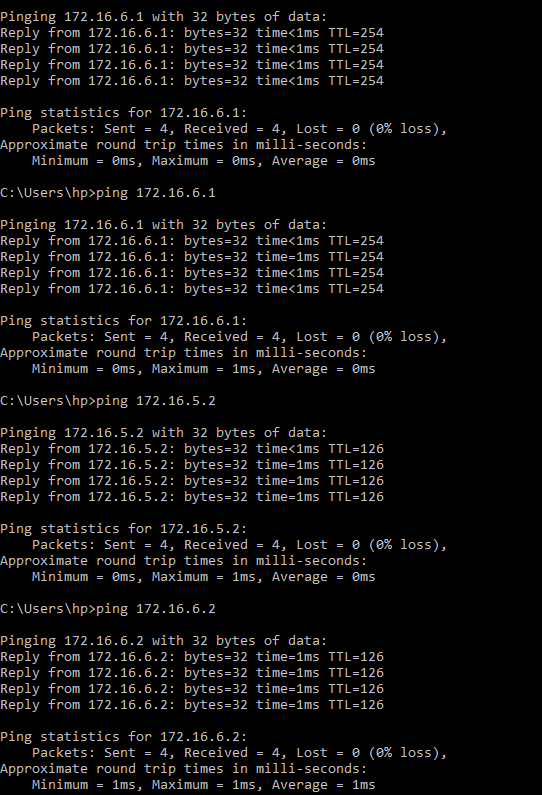 Pinging 172.16.6.1 with 32 bytes of data:
Reply from 172.16.6.1: bytes=32 time<1ms TTL=254
Reply from 172.16.6.1: bytes=32 time<1ms TTL=254
Reply from 172.16.6.1: bytes=32 time<1ms TTL=254
Reply from 172.16.6.1: bytes=32 time<1ms TTL=254

Ping statistics for 172.16.6.1:
    Packets: Sent = 4, Received = 4, Lost = 0 (0% loss),
Approximate round trip times in milli-seconds:
    Minimum = 0ms, Maximum = 0ms, Average = 0ms

C:\Users\hp>ping 172.16.6.1

Pinging 172.16.6.1 with 32 bytes of data:
Reply from 172.16.6.1: bytes=32 time<1ms TTL=254
Reply from 172.16.6.1: bytes=32 time=1ms TTL=254
Reply from 172.16.6.1: bytes=32 time<1ms TTL=254
Reply from 172.16.6.1: bytes=32 time<1ms TTL=254

Ping statistics for 172.16.6.1:
    Packets: Sent = 4, Received = 4, Lost = 0 (0% loss),
Approximate round trip times in milli-seconds:
    Minimum = 0ms, Maximum = 1ms, Average = 0ms

C:\Users\hp>ping 172.16.5.2

Pinging 172.16.5.2 with 32 bytes of data:
Reply from 172.16.5.2: bytes=32 time<1ms TTL=126
Reply from 172.16.5.2: bytes=32 time=1ms TTL=126
Reply from 172.16.5.2: bytes=32 time=1ms TTL=126
Reply from 172.16.5.2: bytes=32 time=1ms TTL=126

Ping statistics for 172.16.5.2:
    Packets: Sent = 4, Received = 4, Lost = 0 (0% loss),
Approximate round trip times in milli-seconds:
    Minimum = 0ms, Maximum = 1ms, Average = 0ms

C:\Users\hp>ping 172.16.6.2

Pinging 172.16.6.2 with 32 bytes of data:
Reply from 172.16.6.2: bytes=32 time=1ms TTL=126
Reply from 172.16.6.2: bytes=32 time=1ms TTL=126
Reply from 172.16.6.2: bytes=32 time=1ms TTL=126
Reply from 172.16.6.2: bytes=32 time=1ms TTL=126

Ping statistics for 172.16.6.2:
    Packets: Sent = 4, Received = 4, Lost = 0 (0% loss),
Approximate round trip times in milli-seconds:
    Minimum = 1ms, Maximum = 1ms, Average = 1ms